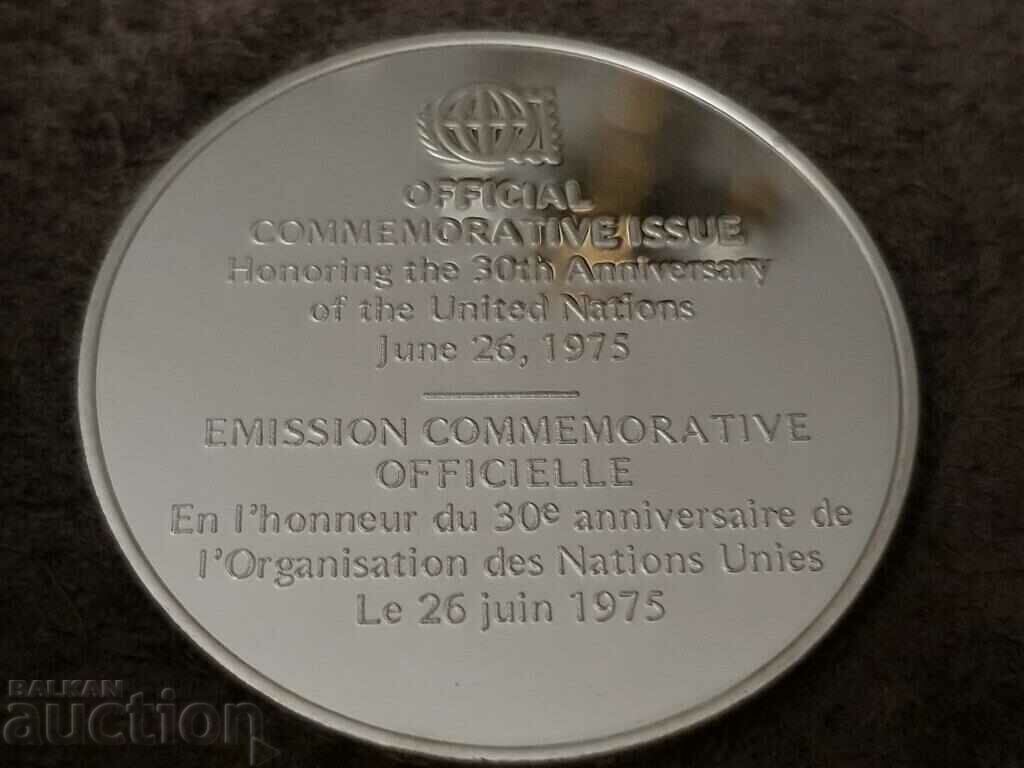 OFFICIAL
COMMEMORATIVE ISSUE
Honoring the 30th Anniversary
of the United Nations
June 26, 1975
EMISSION COMMEMORATIVE
OFFICIELLE
En l'honneur du 30e anniversaire de
l'Organisation des Nations Unies
Le 26 juin 1975
BALKAN
auction